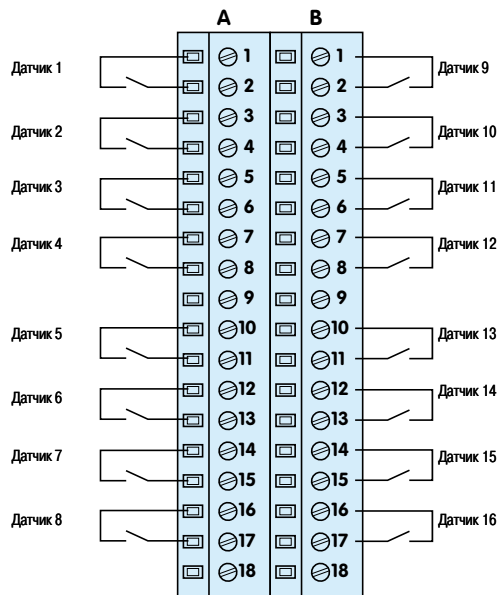 A B
1 1
Датчик 1 Датчик 9
2 2
3 3
Датчик 2 Датчик 10
4 4
5 5
Датчик 3 Датчик 11
6 6
7 7
Датчик 4 Датчик 12
8 8
9 9
10 10
Датчик 5 Датчик 13
11 11
12 12
Датчик 6 Датчик 14
13 13
14 14
Датчик 7 Датчик 15
15 15
16 16
Датчик 8 Датчик 16
17 17
18 18